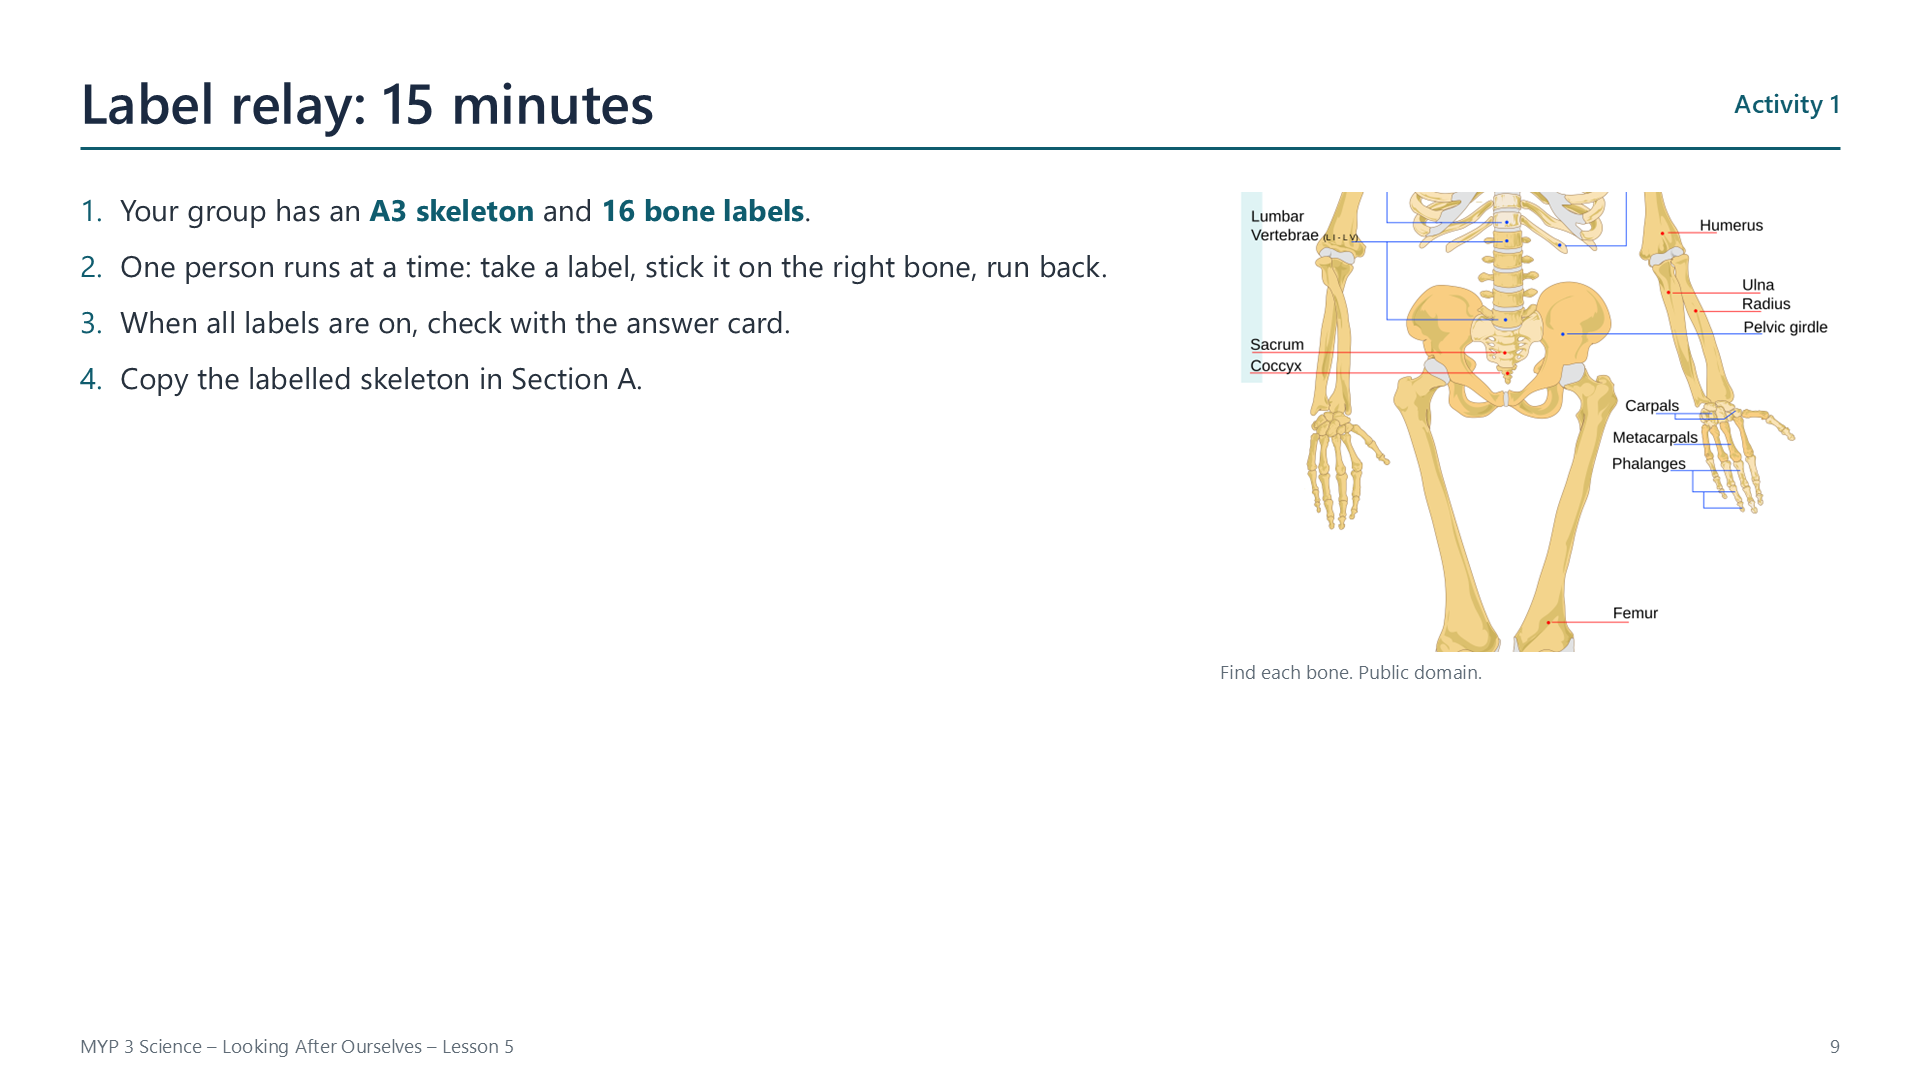 Label relay: 15 minutes
Activity 1
1. Your group has an A3 skeleton and 16 bone labels.
2. One person runs at a time: take a label, stick it on the right bone, run back.
3. When all labels are on, check with the answer card.
4. Copy the labelled skeleton in Section A.
Lumbar
Vertebrae (L I - L V)
Humerus
Ulna
Radius
Pelvic girdle
Sacrum
Coccyx
Carpals
Metacarpals
Phalanges
Femur
Find each bone. Public domain.
MYP 3 Science – Looking After Ourselves – Lesson 5
9